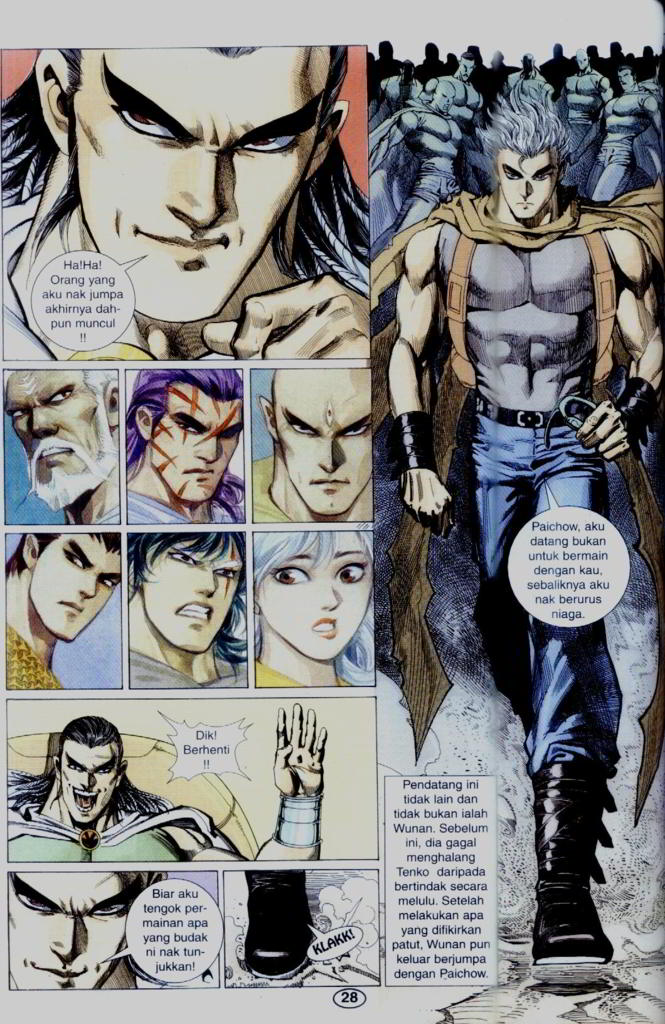 Ha!Ha!
Orang yang
aku nak jumpa
akhirnya dah-
pun muncul
!!
Paichow, aku
datang bukan
untuk bermain
dengan kau,
sebaliknya aku
nak berurus
niaga.
Dik!
Berhenti
!!
Biar aku
tengok per-
mainan apa
yang budak
ni nak tun-
jukkan!
KLAKK!
Pendatang ini
tidak lain dan
tidak bukan ialah
Wunan. Sebelum
ini, dia gagal
menghalang
Tenko daripada
bertindak secara
melulu. Setelah
melakukan apa
yang difikirkan
patut, Wunan pun
keluar berjumpa
dengan Paichow.
28